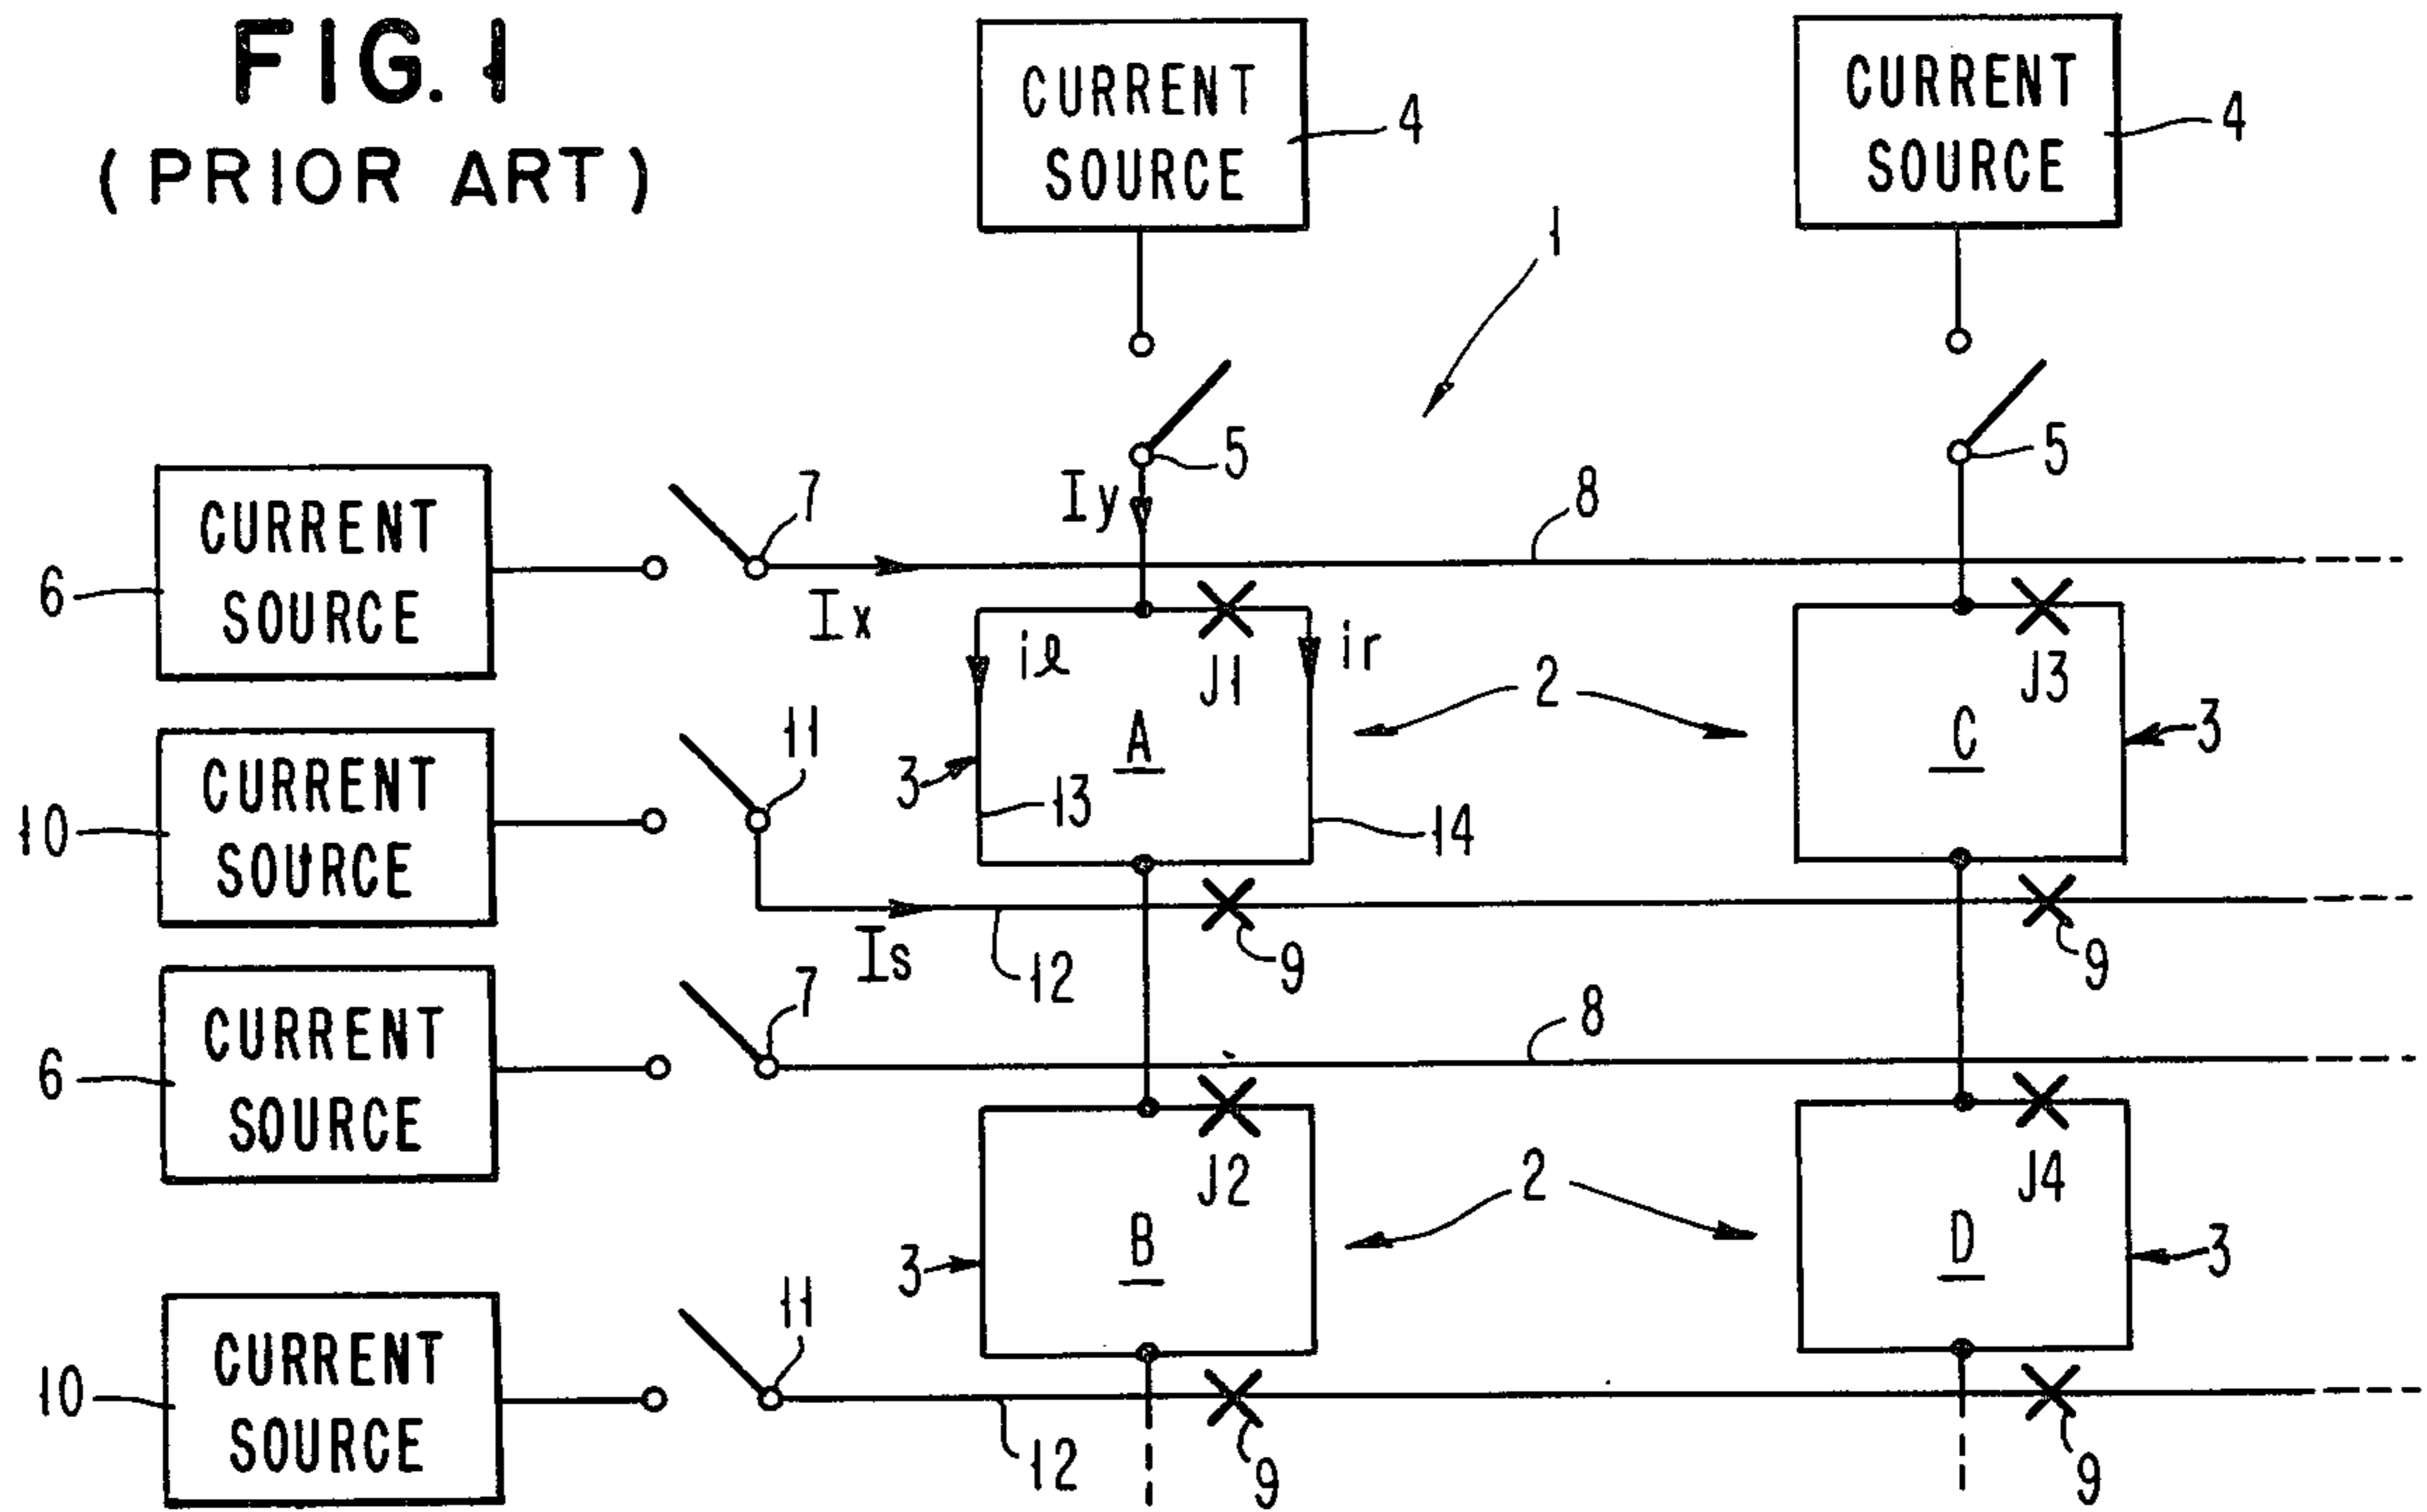 FIG. 1
(PRIOR ART)
CURRENT
SOURCE
4
CURRENT
SOURCE
4
1
5
5
Iy
7
8
CURRENT
SOURCE
6
Ix
iℓ
J1
ir
2
J3
A
C
3
3
11
13
14
CURRENT
SOURCE
10
Is
12
9
9
7
8
CURRENT
SOURCE
6
J2
2
J4
B
D
3
3
11
CURRENT
SOURCE
10
12
9
9